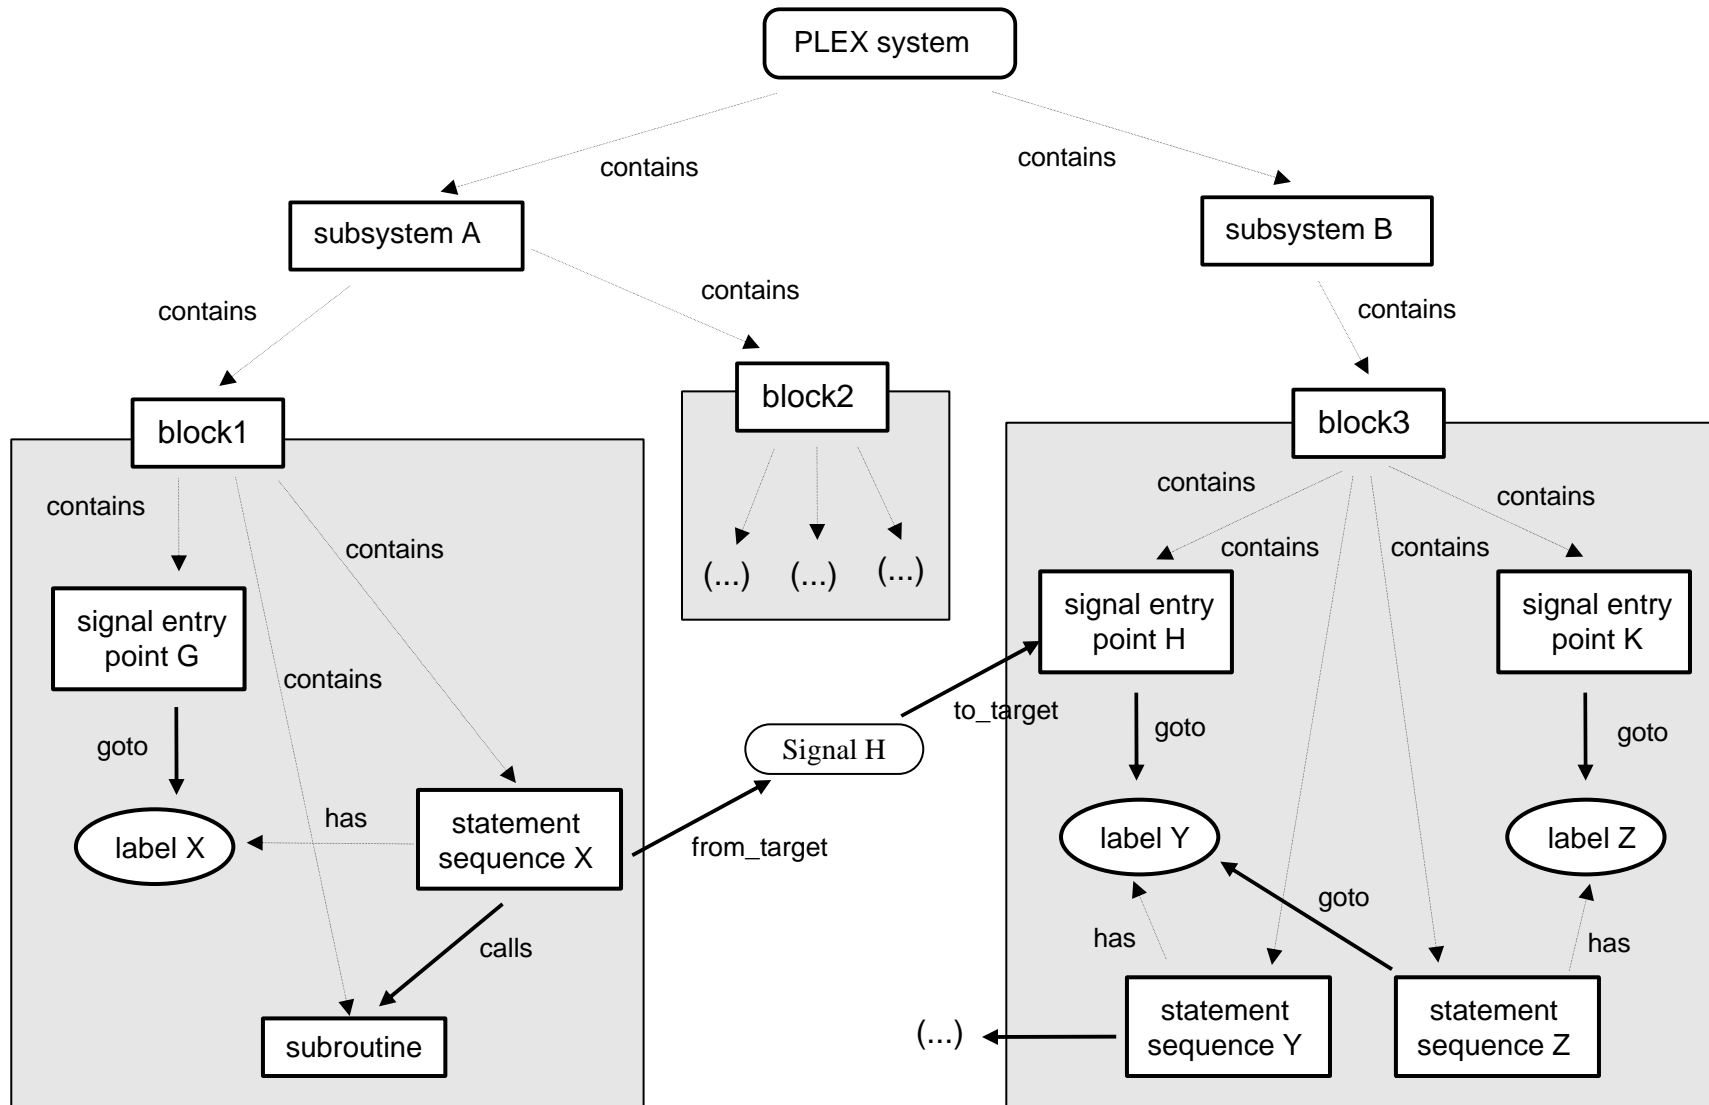 PLEX system
contains
contains
subsystem A
subsystem B
contains
contains
contains
block1
block2
block3
contains
contains
contains
contains
contains
contains
contains
(...)
(...)
(...)
signal entry
point G
signal entry
point H
signal entry
point K
goto
Signal H
to_target
goto
goto
label X
has
statement
sequence X
from_target
label Y
label Z
goto
calls
has
has
subroutine
(...)
statement
sequence Y
statement
sequence Z